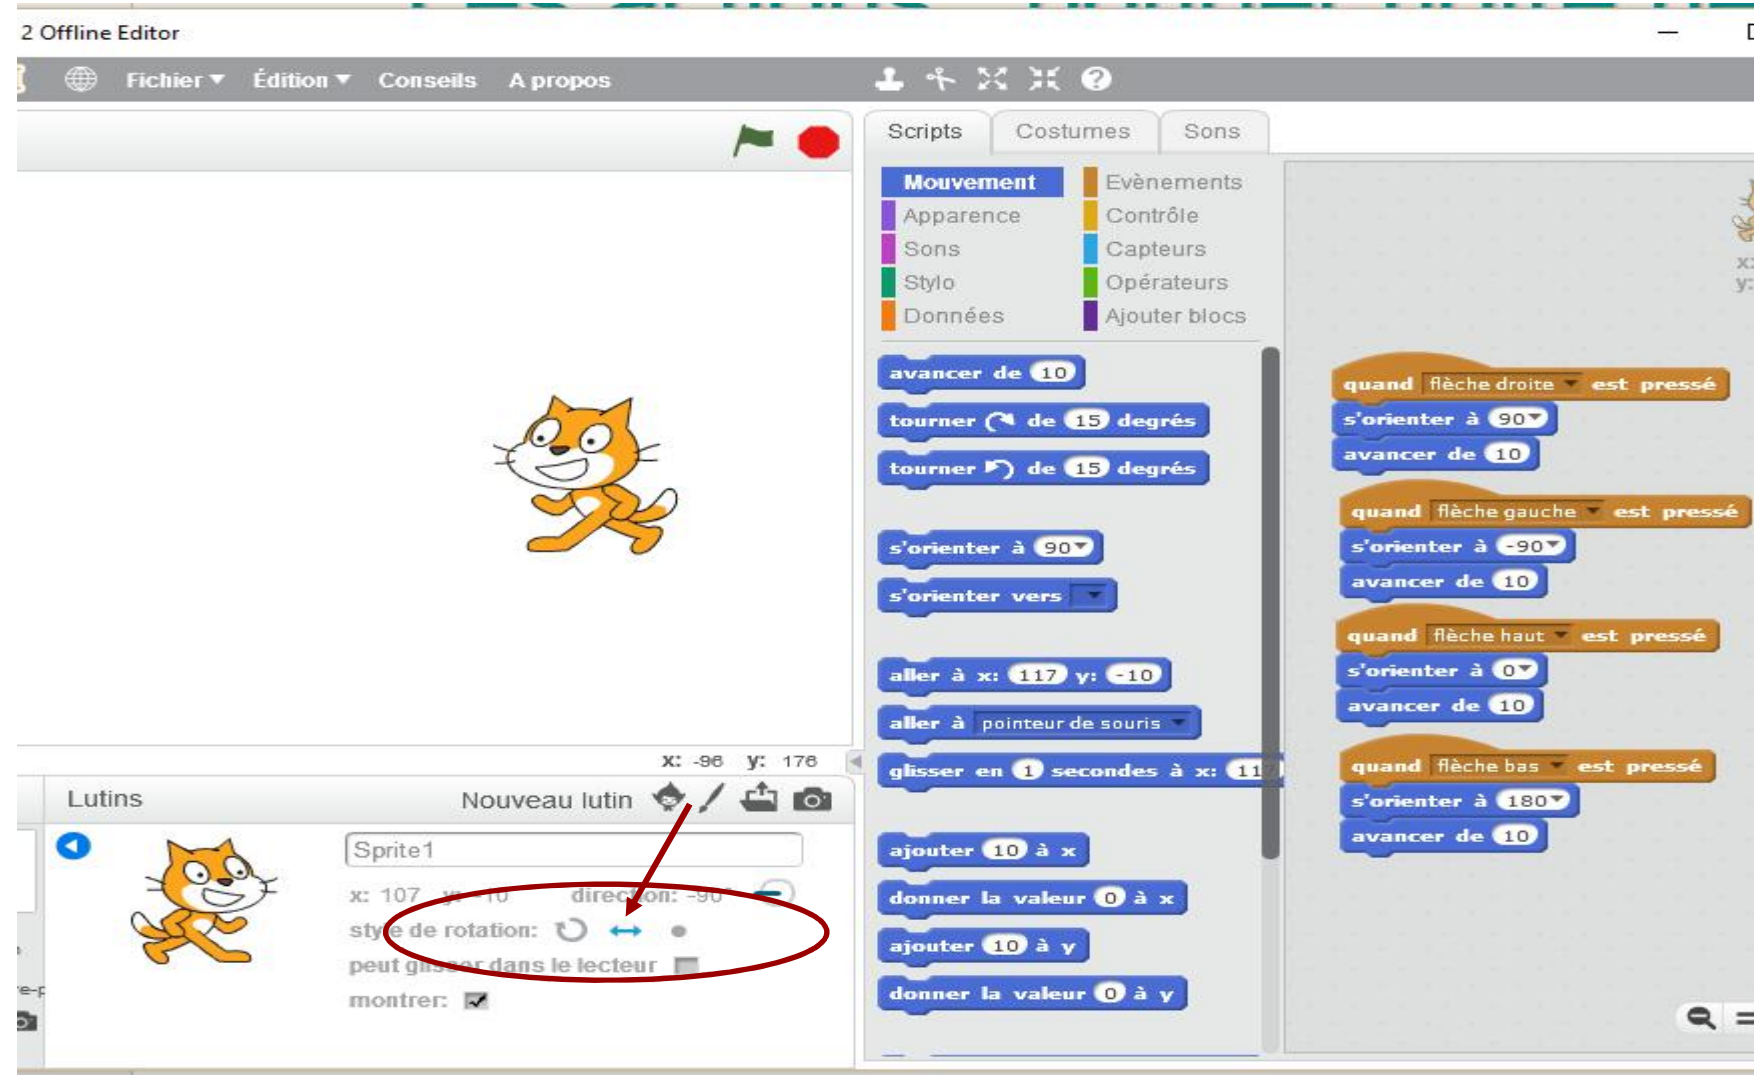 2 Offline Editor
Fichier Édition Conseils A propos
Scripts Costumes Sons
Mouvement Evènements
Apparence Contrôle
Sons Capteurs
Stylo Opérateurs
Données Ajouter blocs
avancer de 10
tourner de 15 degrés
tourner de 15 degrés
s'orienter à 90
s'orienter vers
aller à x: 117 y: -10
aller à pointeur de souris
glisser en 1 secondes à x: 117
ajouter 10 à x
donner la valeur 0 à x
ajouter 10 à y
donner la valeur 0 à y
x:
y:
quand flèche droite est pressé
s'orienter à 90
avancer de 10
quand flèche gauche est pressé
s'orienter à -90
avancer de 10
quand flèche haut est pressé
s'orienter à 0
avancer de 10
quand flèche bas est pressé
s'orienter à 180
avancer de 10
x: -96 y: 176
Lutins Nouveau lutin
Sprite1
x: 107 y: -10 direction: -90°
style de rotation:
peut glisser dans le lecteur
montrer: